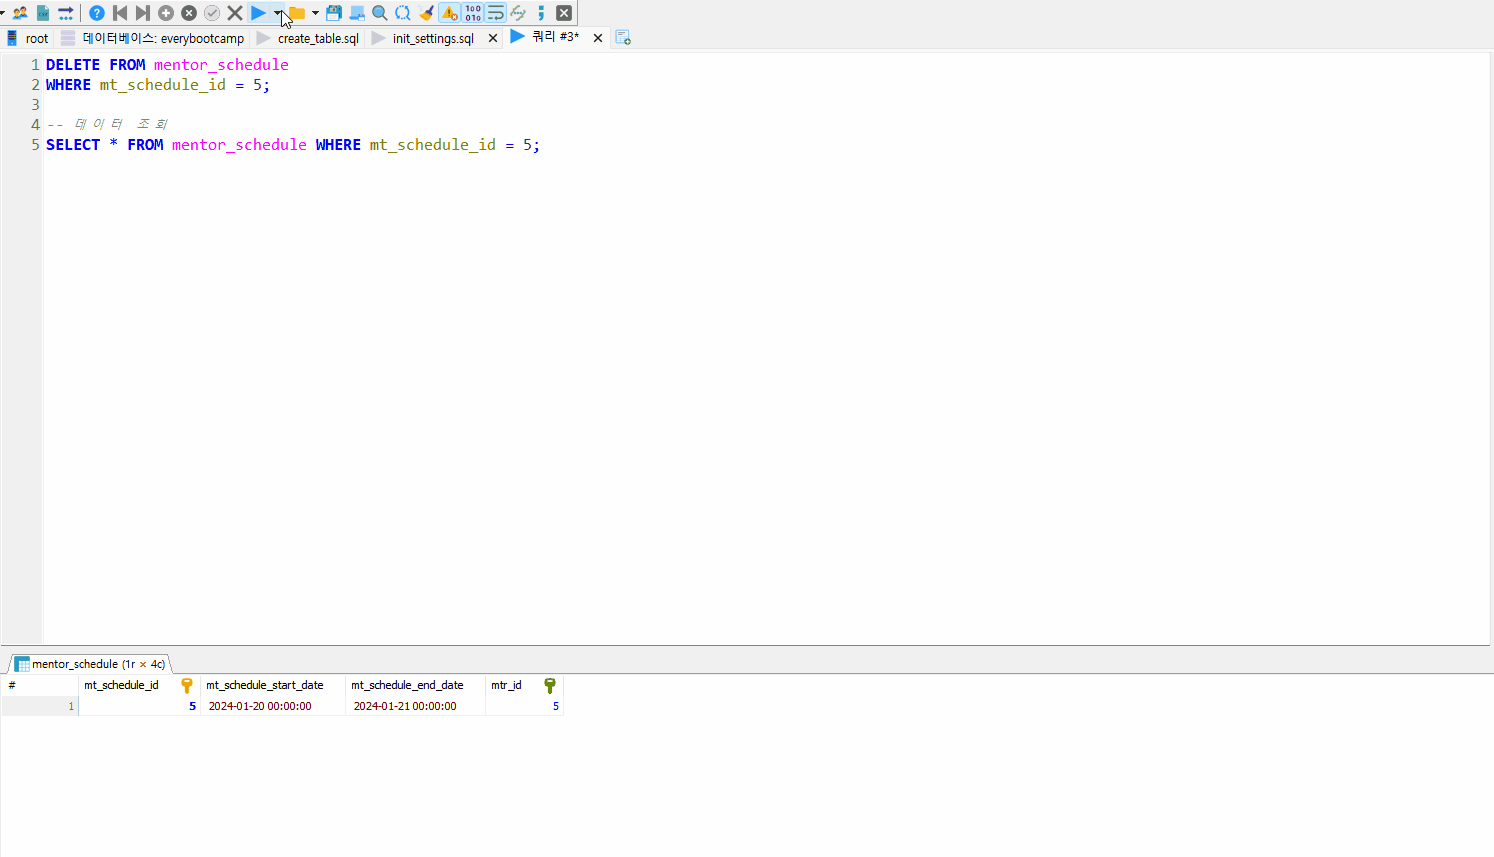 root 데이터베이스: everybootcamp create_table.sql init_settings.sql 쿼리 #3*
1 DELETE FROM mentor_schedule
2 WHERE mt_schedule_id = 5;
3
4 -- 데이터 조회
5 SELECT * FROM mentor_schedule WHERE mt_schedule_id = 5;
mentor_schedule (1r × 4c)
# mt_schedule_id mt_schedule_start_date mt_schedule_end_date mtr_id
1 5 2024-01-20 00:00:00 2024-01-21 00:00:00 5